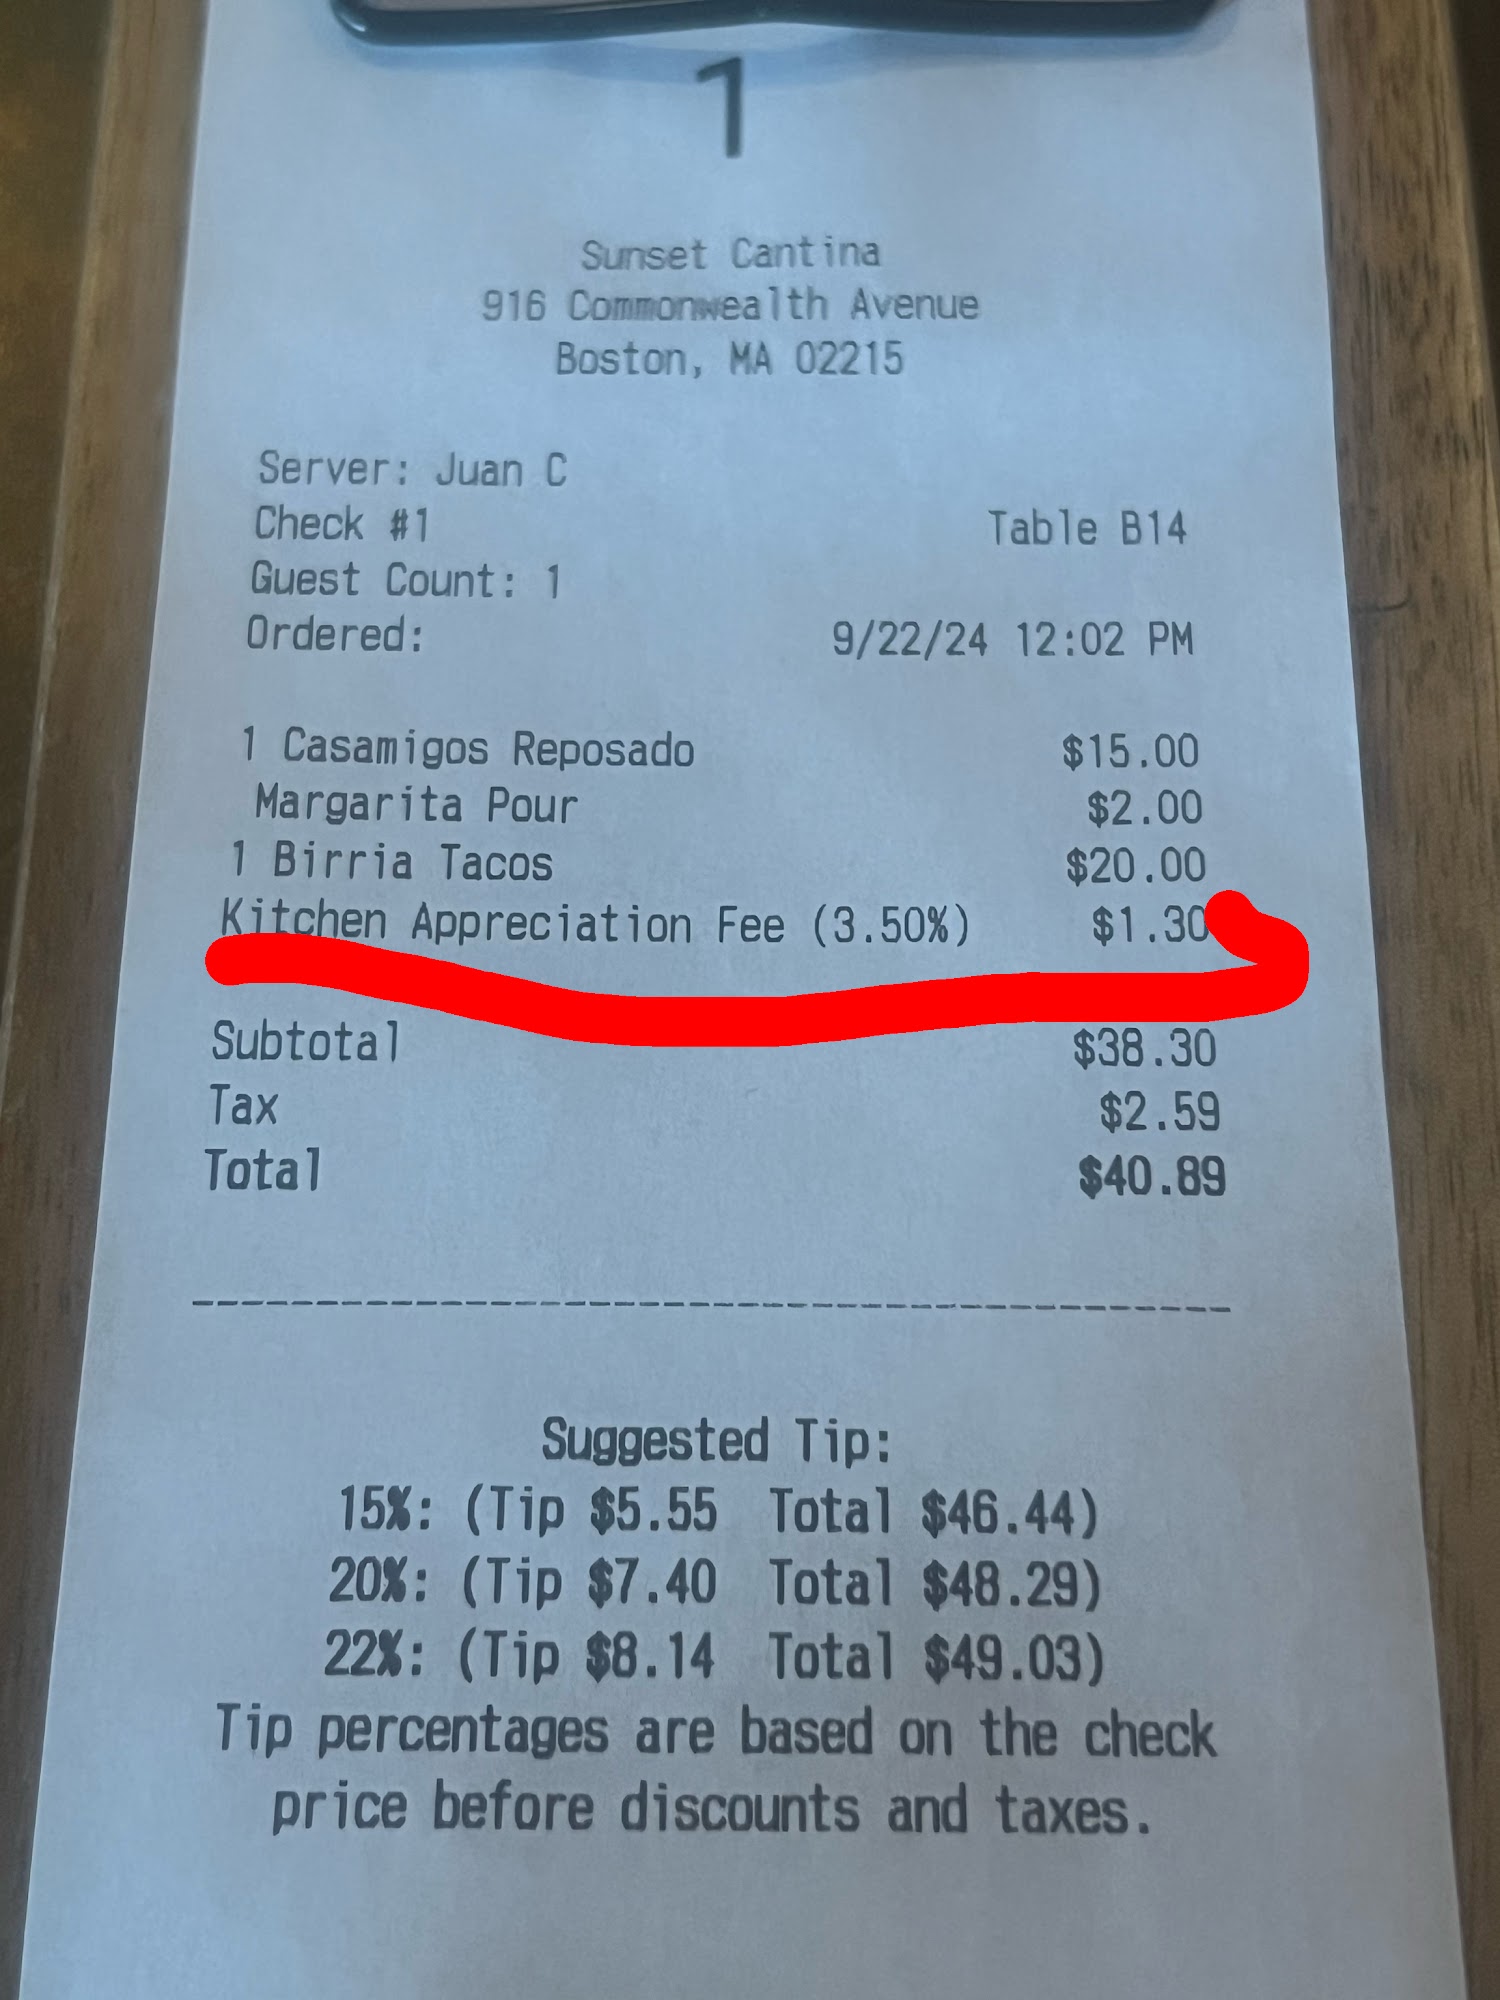 1
Sunset Cantina
916 Commonwealth Avenue
Boston, MA 02215
Server: Juan C
Check #1 Table B14
Guest Count: 1
Ordered: 9/22/24 12:02 PM
1 Casamigos Reposado $15.00
Margarita Pour $2.00
1 Birria Tacos $20.00
Kitchen Appreciation Fee (3.50%) $1.30
Subtotal $38.30
Tax $2.59
Total $40.89
Suggested Tip:
15%: (Tip $5.55 Total $46.44)
20%: (Tip $7.40 Total $48.29)
22%: (Tip $8.14 Total $49.03)
Tip percentages are based on the check
price before discounts and taxes.